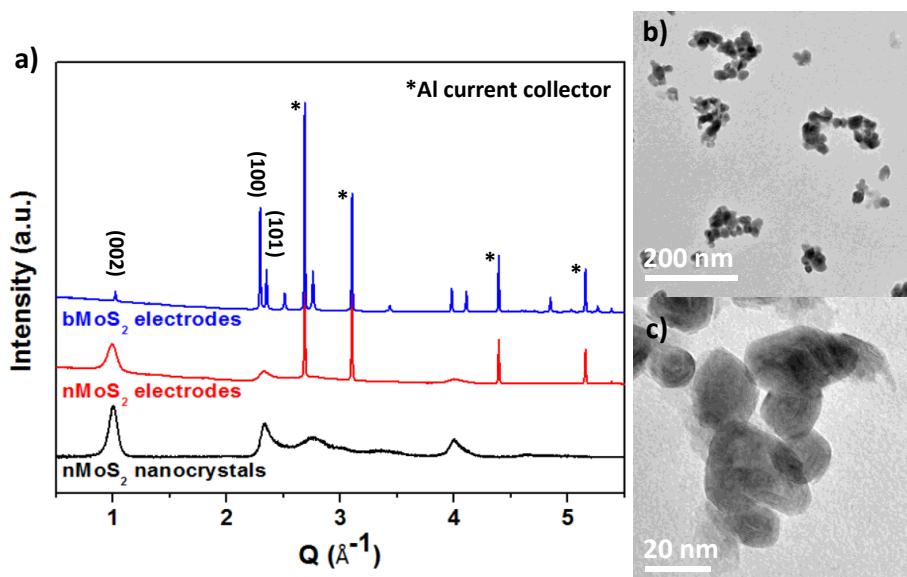 a)
*Al current collector
*
*
*
*
(002)
(100)
(101)
bMoS₂ electrodes
nMoS₂ electrodes
nMoS₂ nanocrystals
Intensity (a.u.)
1 2 3 4 5
Q (Å⁻¹)
b)
200 nm
c)
20 nm